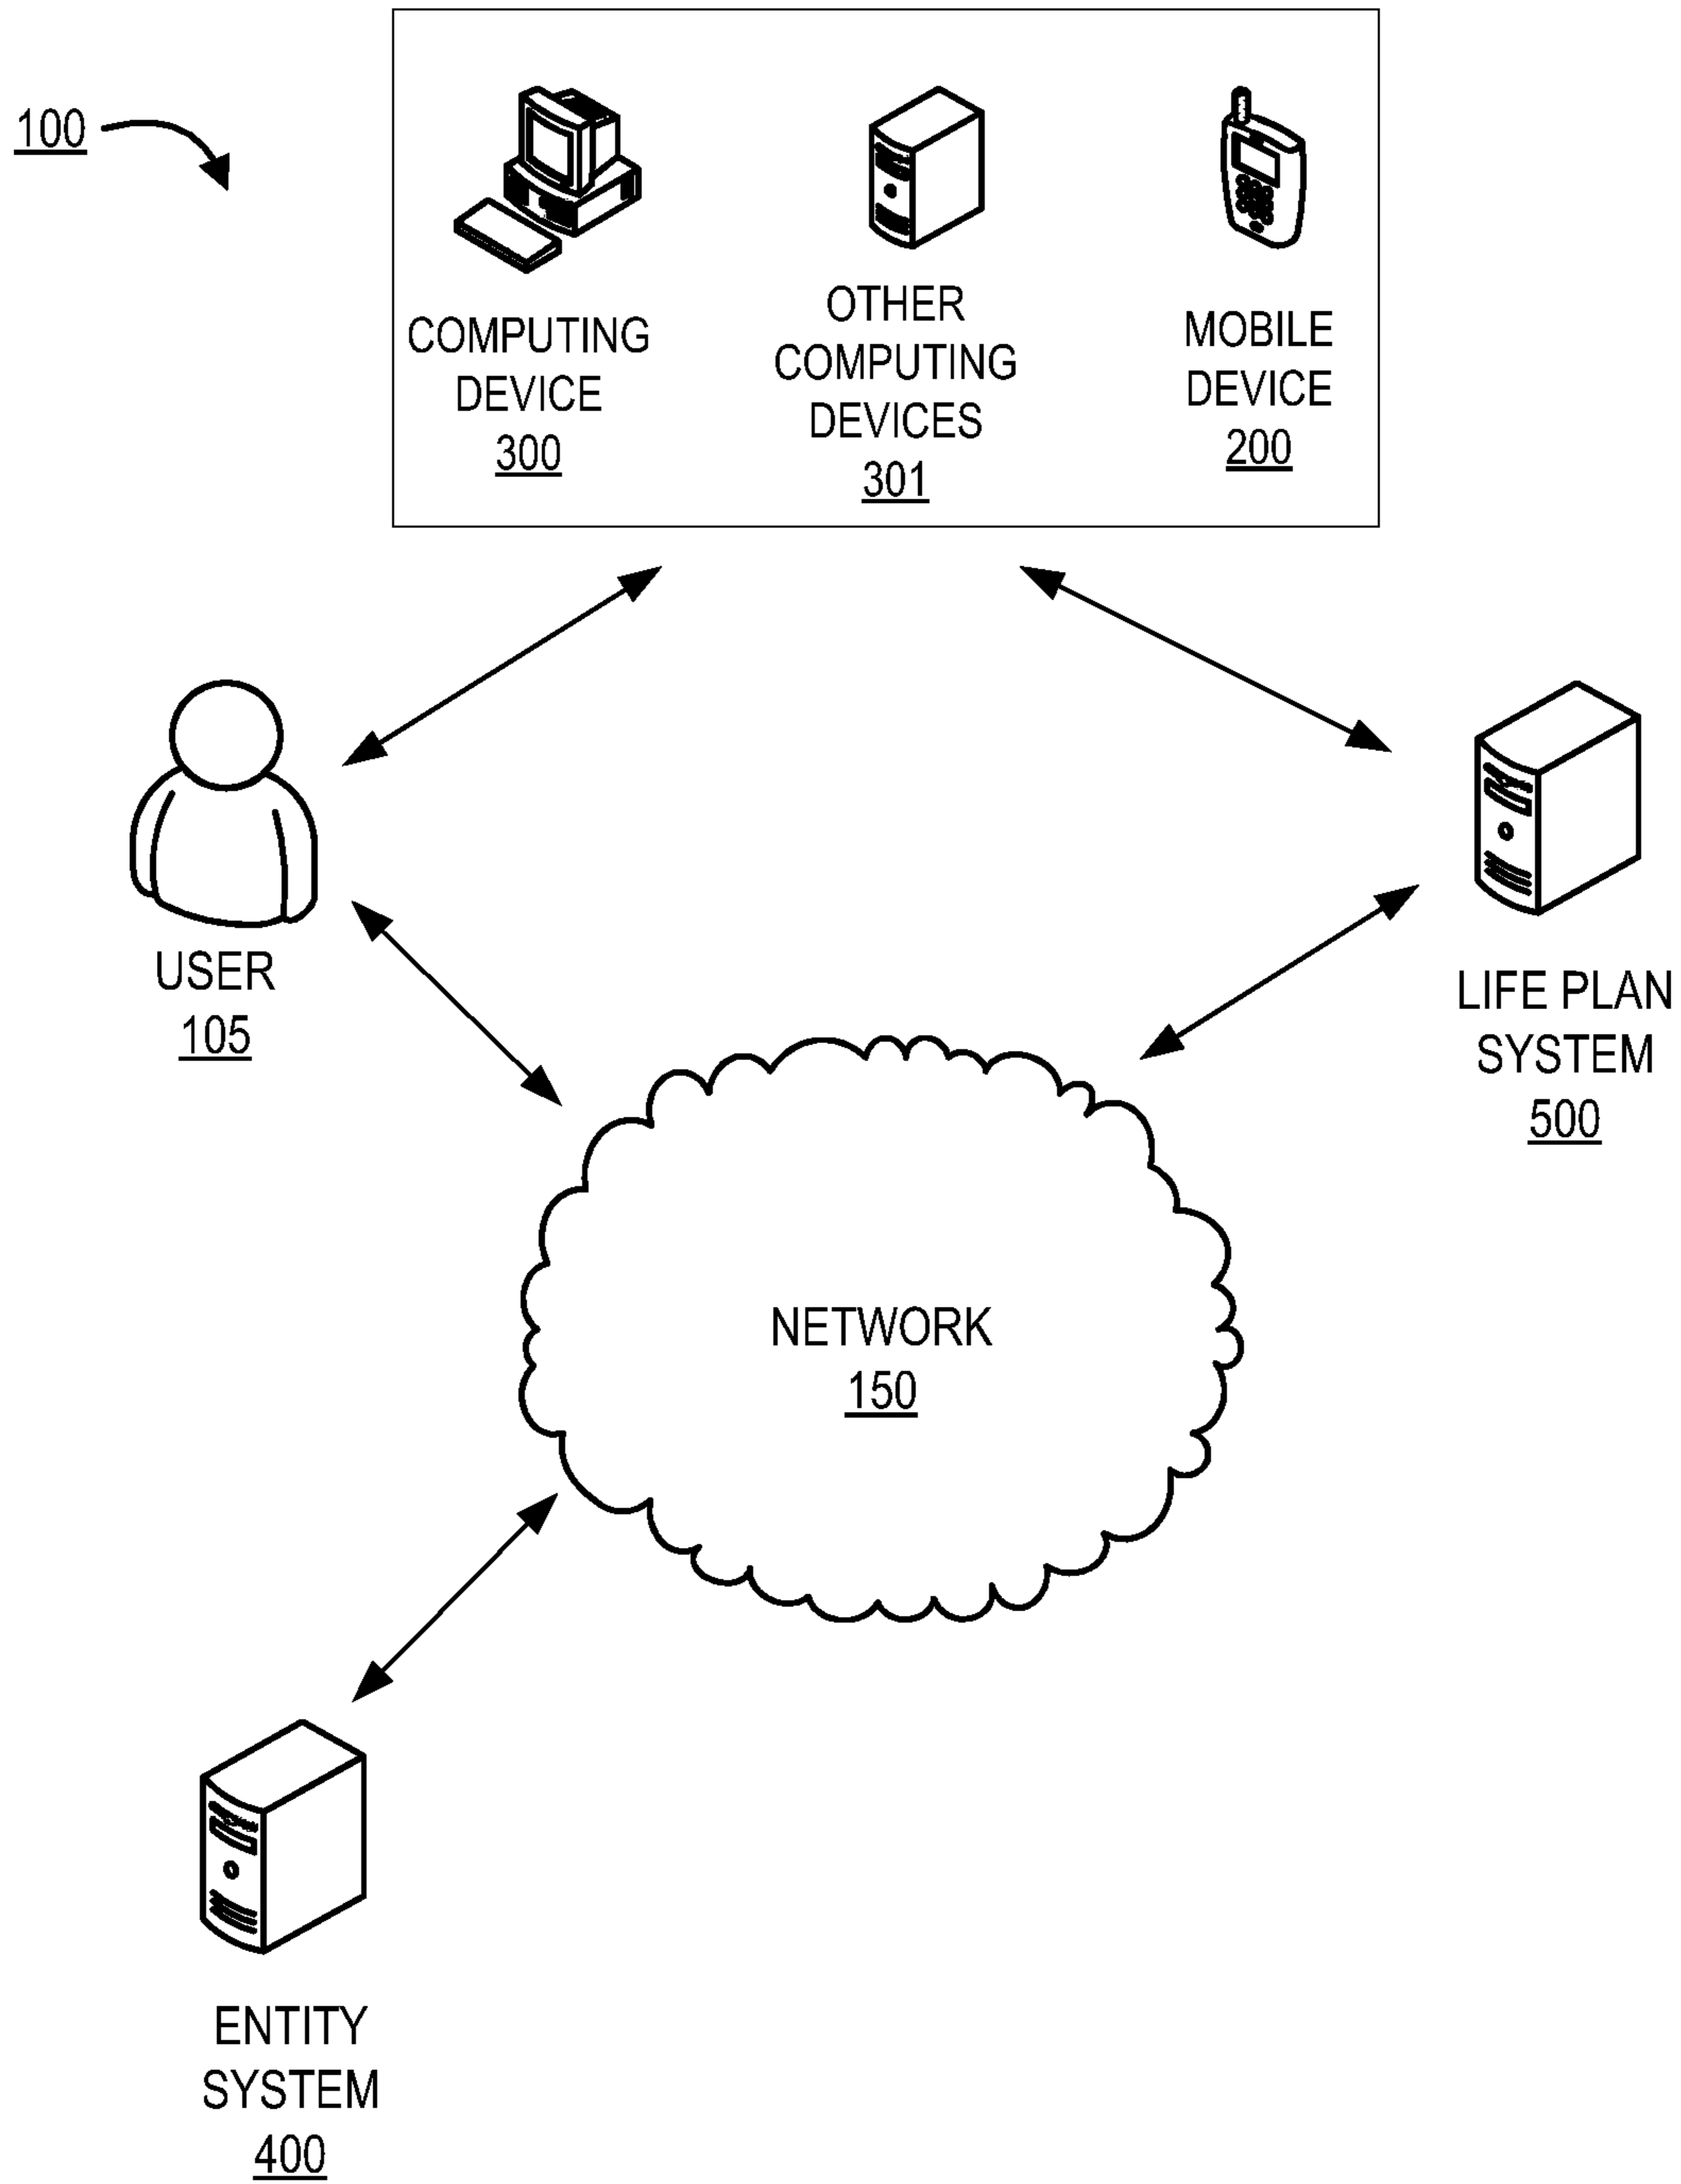 100
COMPUTING
DEVICE
300
OTHER
COMPUTING
DEVICES
301
MOBILE
DEVICE
200
USER
105
LIFE PLAN
SYSTEM
500
NETWORK
150
ENTITY
SYSTEM
400